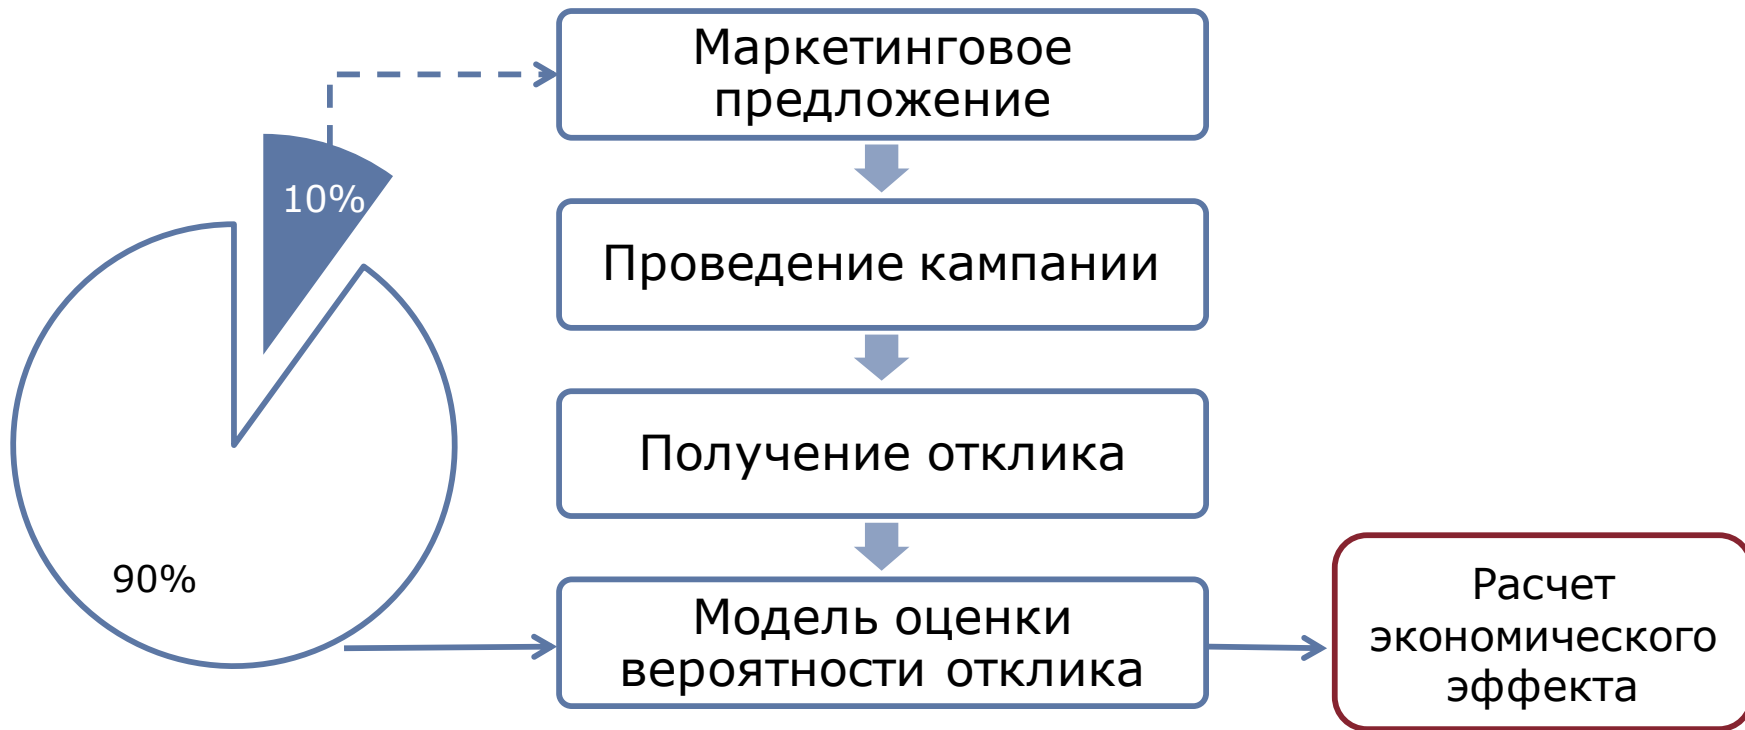 Маркетинговое
предложение
10%
Проведение кампании
Получение отклика
90%
Модель оценки
вероятности отклика
Расчет
экономического
эффекта